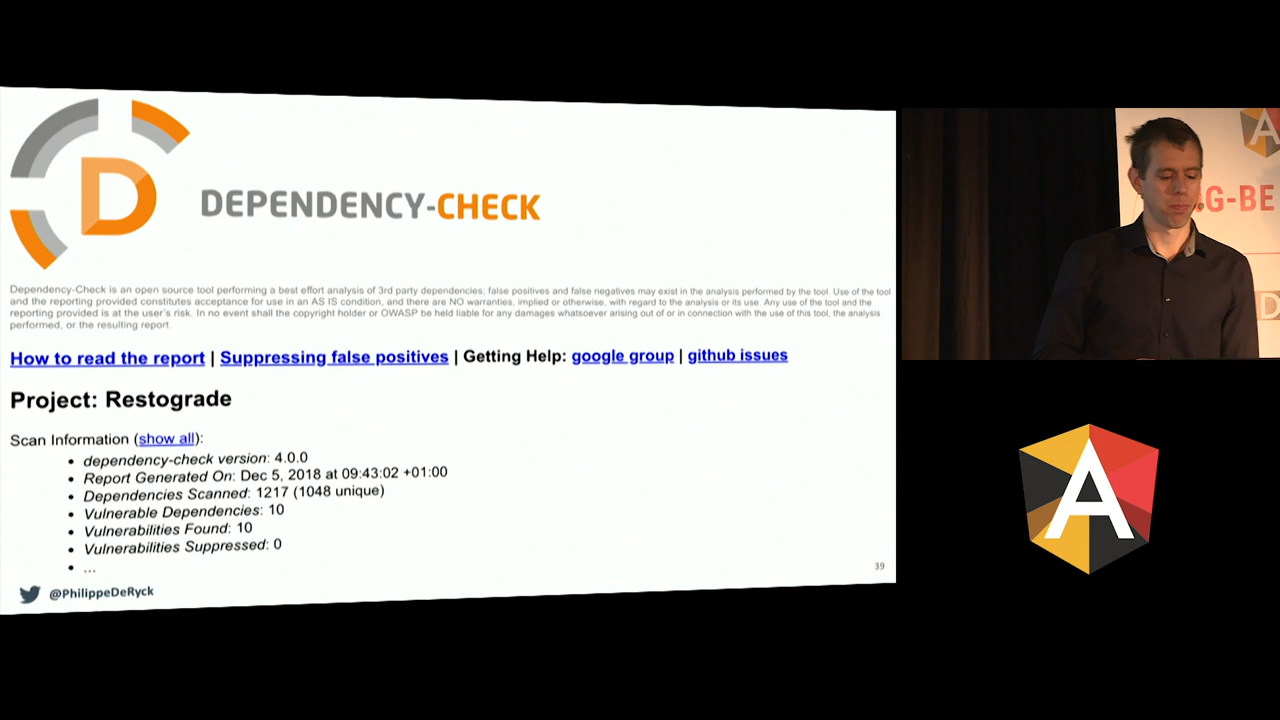 D
DEPENDENCY-CHECK
Dependency-Check is an open source tool performing a best effort analysis of 3rd party dependencies; false positives and false negatives may exist in the analysis performed by the tool. Use of the tool
and the reporting provided constitutes acceptance for use in an AS IS condition, and there are NO warranties, implied or otherwise, with regard to the analysis or its use. Any use of the tool and the
reporting provided is at the user's risk. In no event shall the copyright holder or OWASP be held liable for any damages whatsoever arising out of or in connection with the use of this tool, the analysis
performed, or the resulting report.
How to read the report | Suppressing false positives | Getting Help: google group | github issues
Project: Restograde
Scan Information (show all):
• dependency-check version: 4.0.0
• Report Generated On: Dec 5, 2018 at 09:43:02 +01:00
• Dependencies Scanned: 1217 (1048 unique)
• Vulnerable Dependencies: 10
• Vulnerabilities Found: 10
• Vulnerabilities Suppressed: 0
• ...
39
@PhilippeDeRyck
A
G-BE
D
A